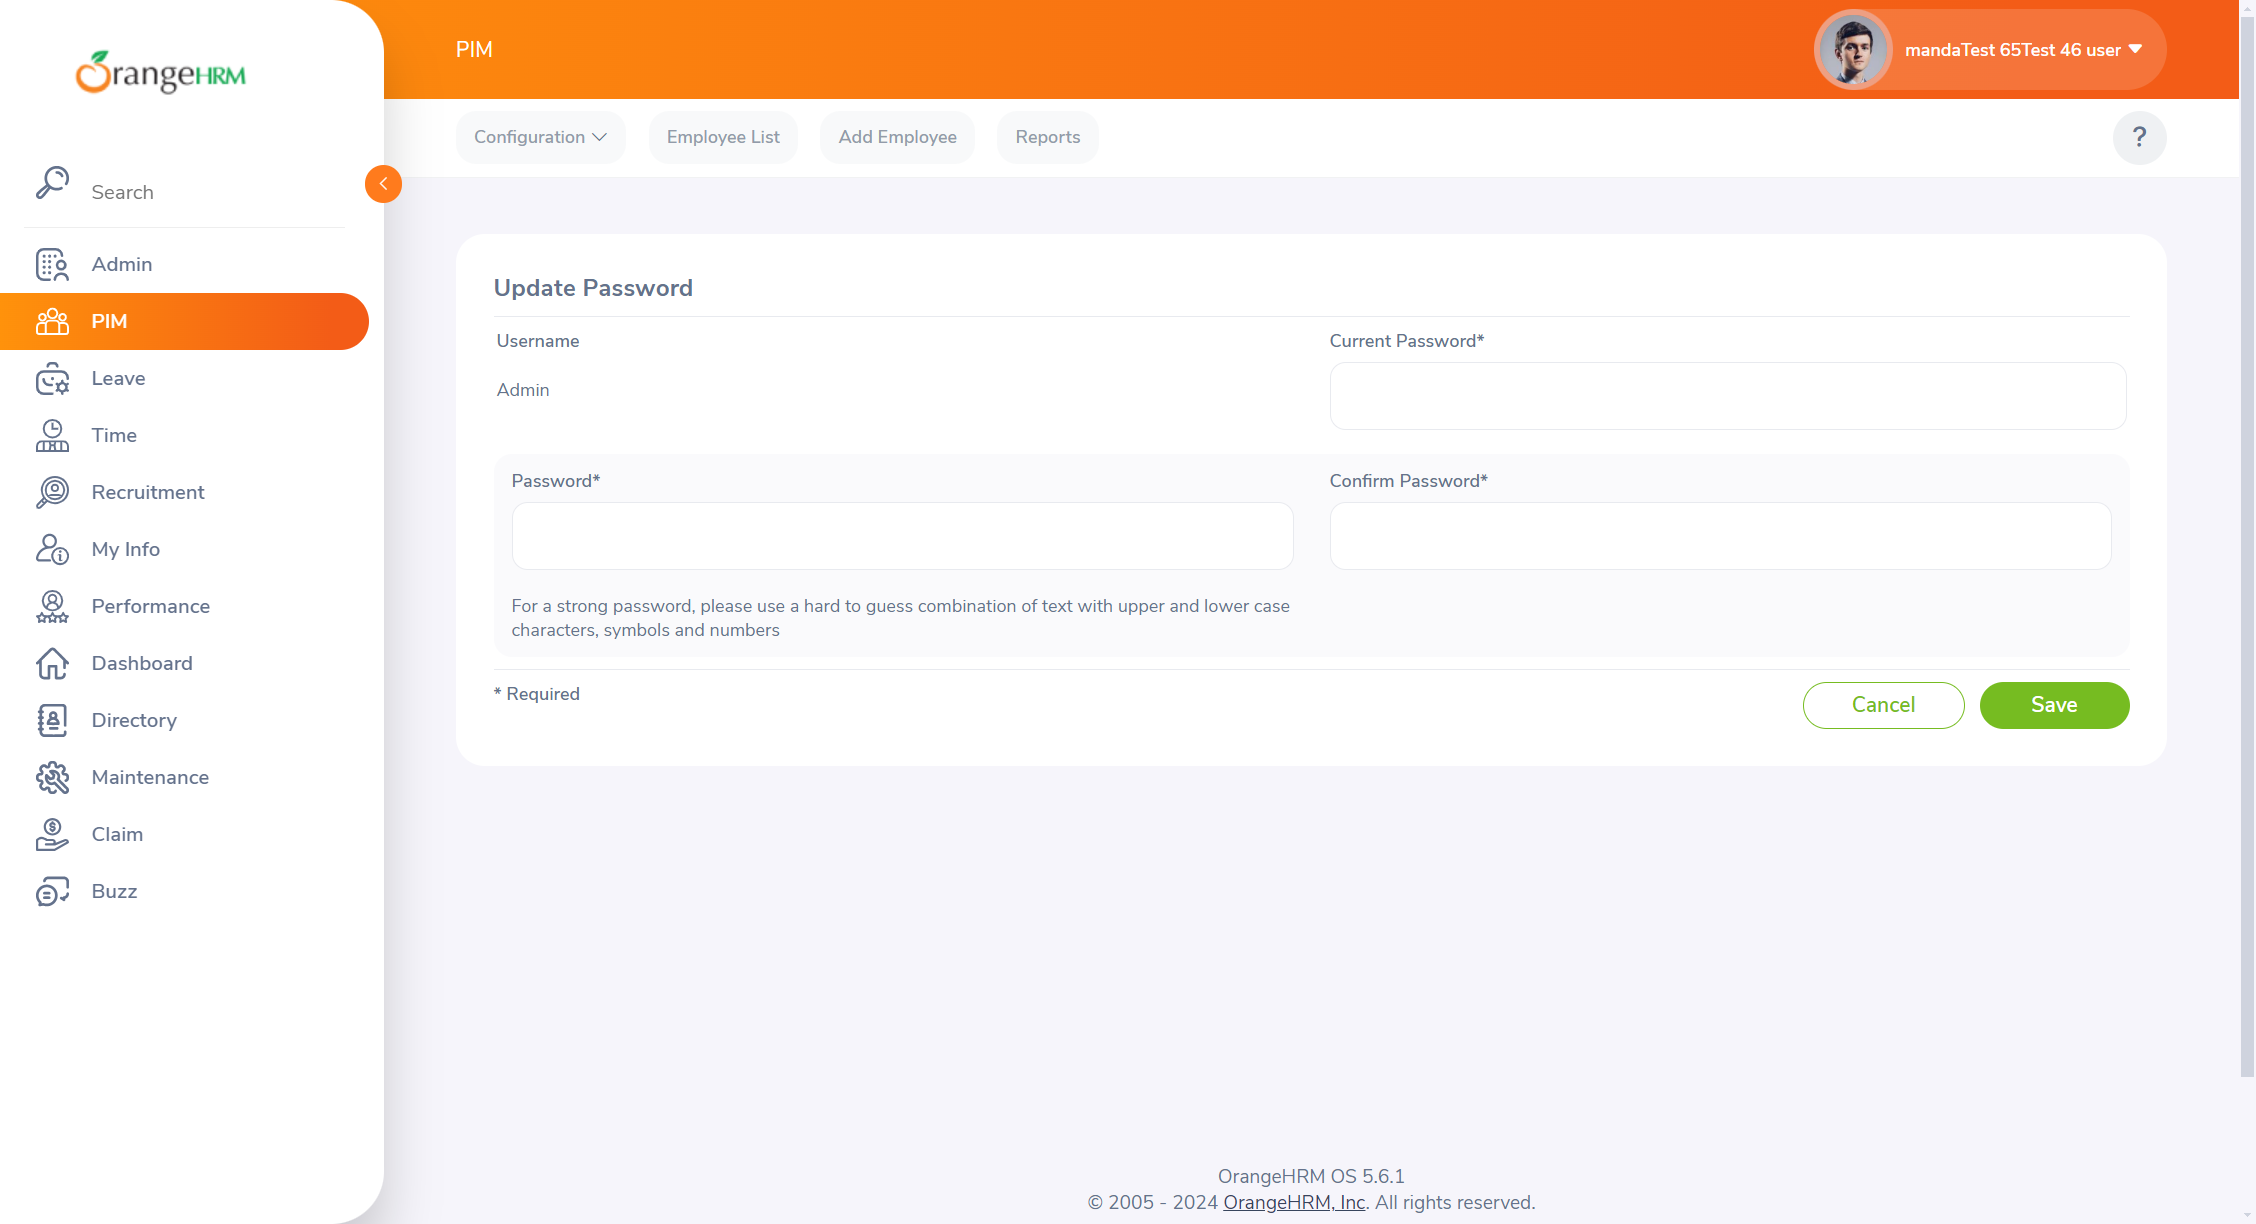 OrangeHRM
Search
Admin
PIM
Leave
Time
Recruitment
My Info
Performance
Dashboard
Directory
Maintenance
Claim
Buzz
PIM
mandaTest 65Test 46 user
Configuration
Employee List
Add Employee
Reports
?
Update Password
Username
Admin
Current Password*
Password*
Confirm Password*
For a strong password, please use a hard to guess combination of text with upper and lower case
characters, symbols and numbers
* Required
Cancel
Save
OrangeHRM OS 5.6.1
© 2005 - 2024 OrangeHRM, Inc. All rights reserved.